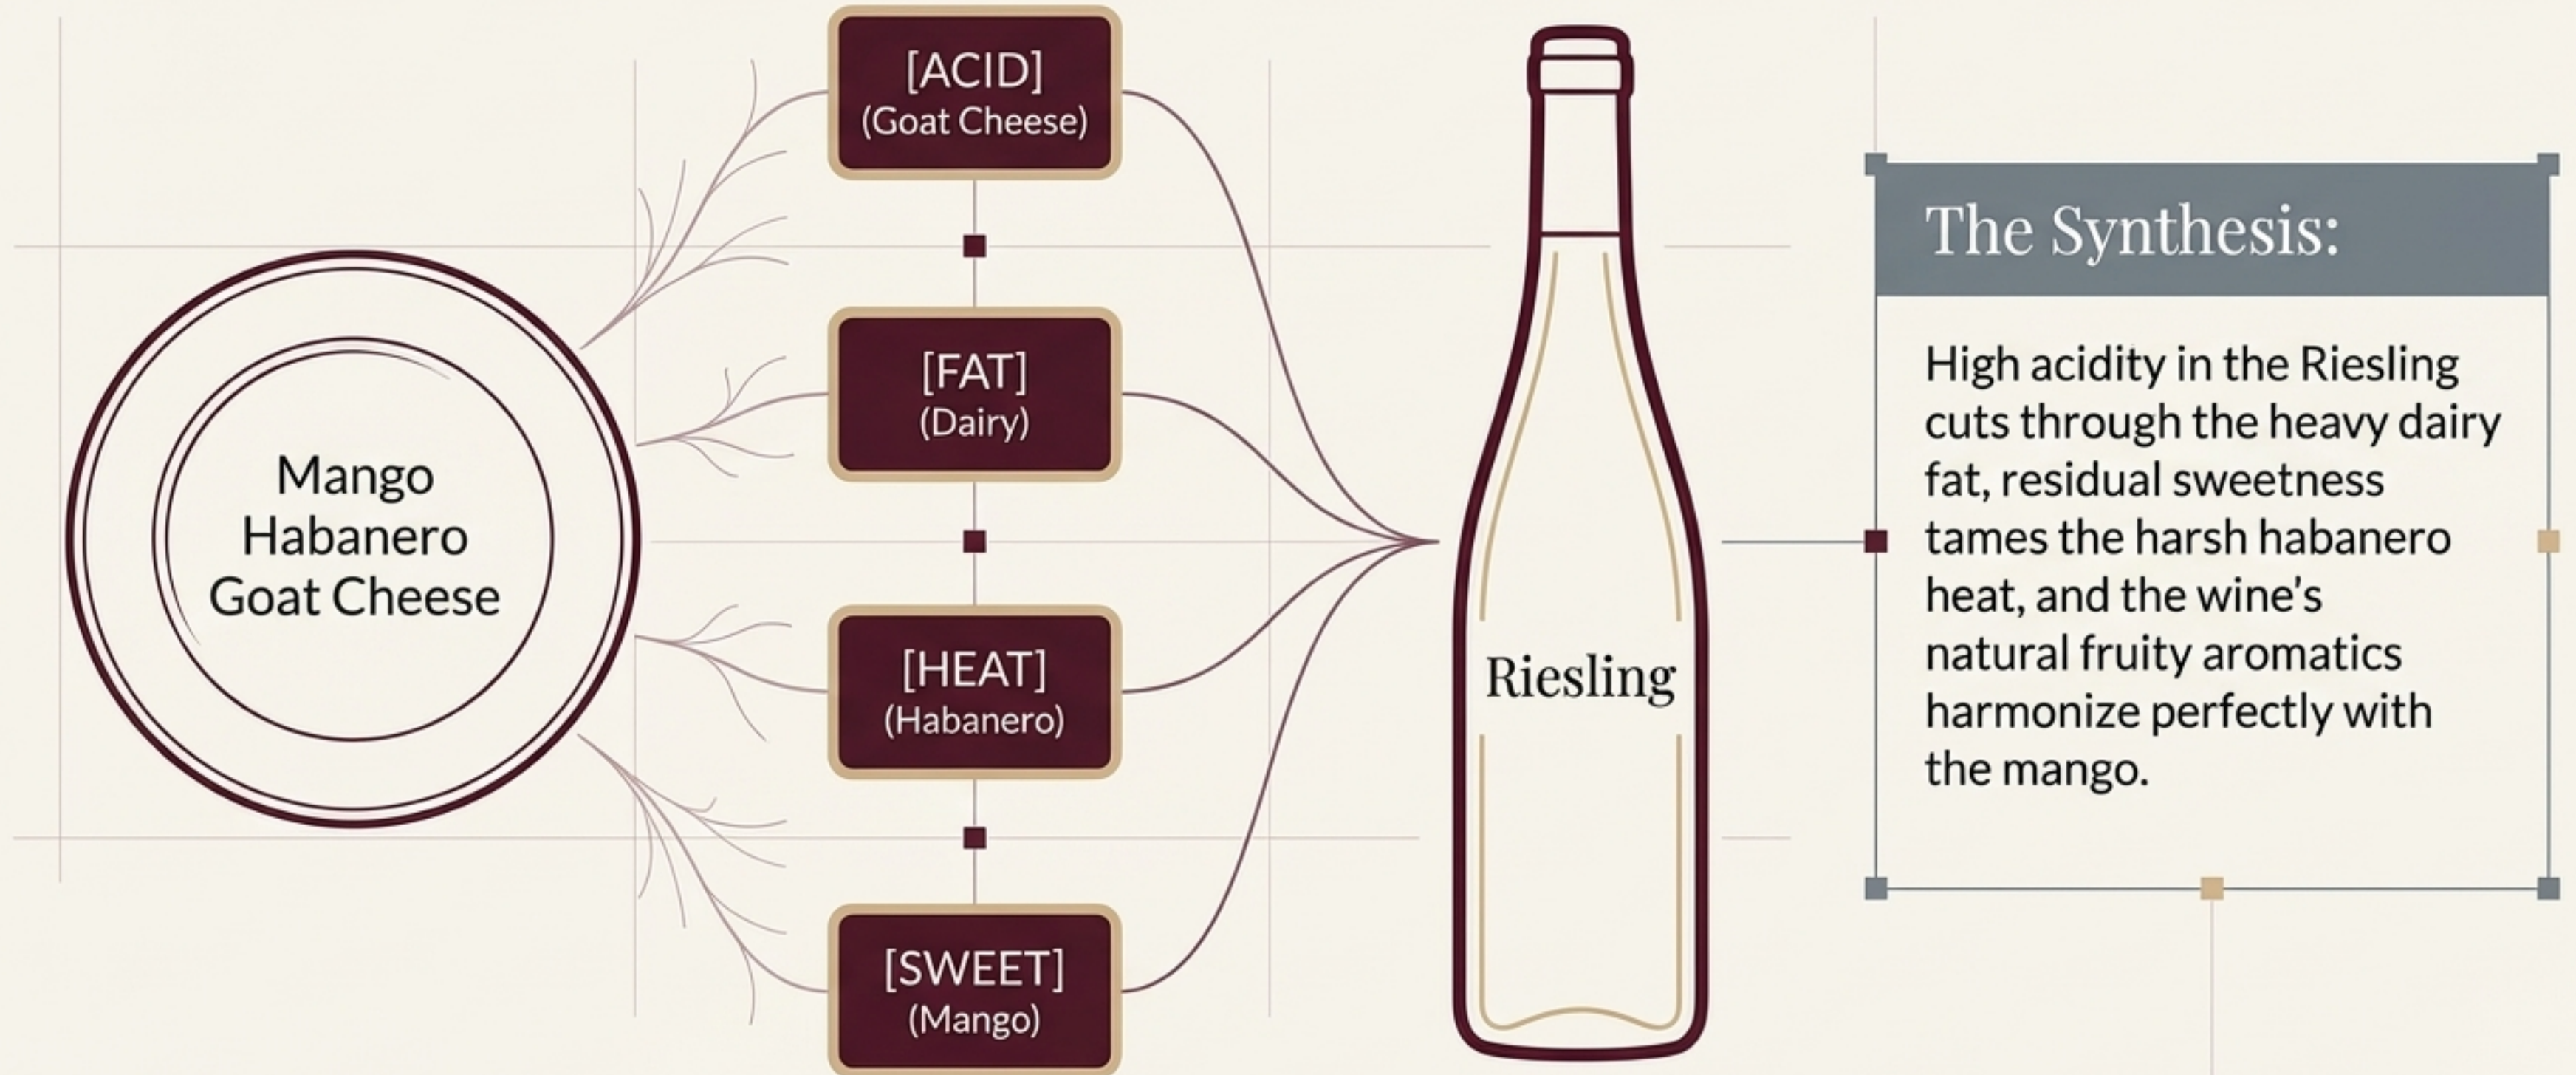 Mango
Habanero
Goat Cheese
[ACID]
(Goat Cheese)
[FAT]
(Dairy)
[HEAT]
(Habanero)
[SWEET]
(Mango)
Riesling
The Synthesis:
High acidity in the Riesling
cuts through the heavy dairy
fat, residual sweetness
tames the harsh habanero
heat, and the wine's
natural fruity aromatics
harmonize perfectly with
the mango.